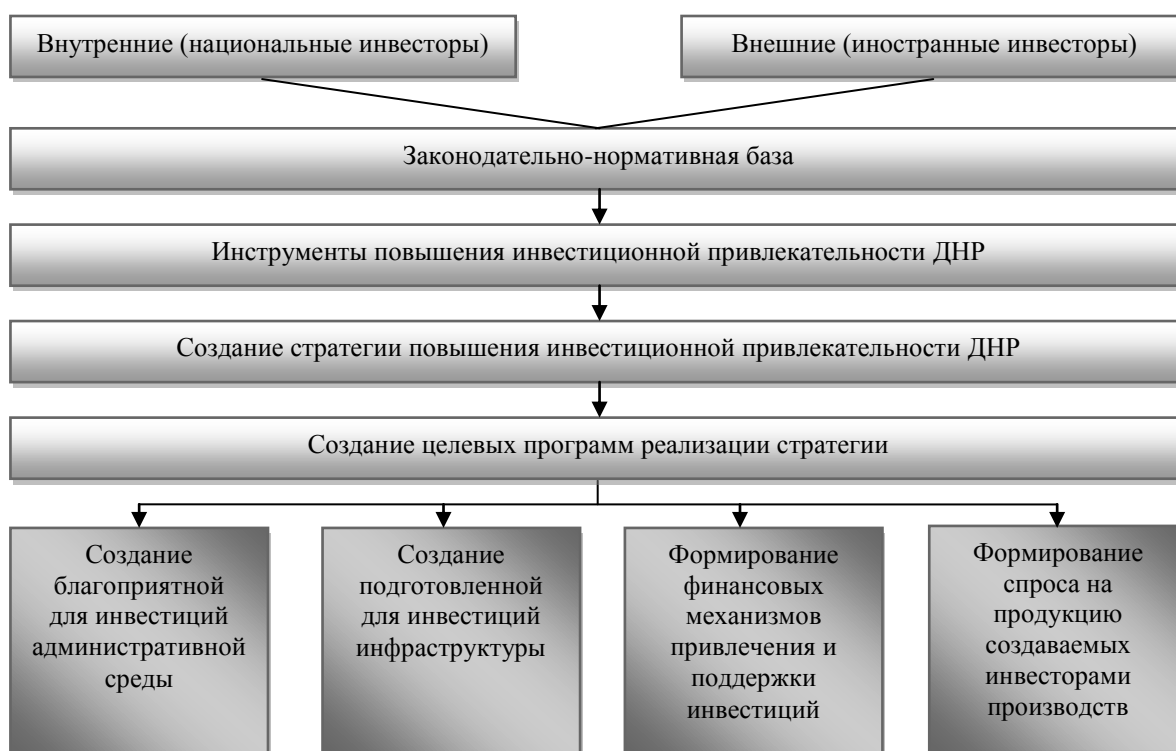 Внутренние (национальные инвесторы)
Внешние (иностранные инвесторы)
Законодательно-нормативная база
Инструменты повышения инвестиционной привлекательности ДНР
Создание стратегии повышения инвестиционной привлекательности ДНР
Создание целевых программ реализации стратегии
Создание
благоприятной
для инвестиций
административной
среды
Создание
подготовленной
для инвестиций
инфраструктуры
Формирование
финансовых
механизмов
привлечения и
поддержки
инвестиций
Формирование
спроса на
продукцию
создаваемых
инвесторами
производств